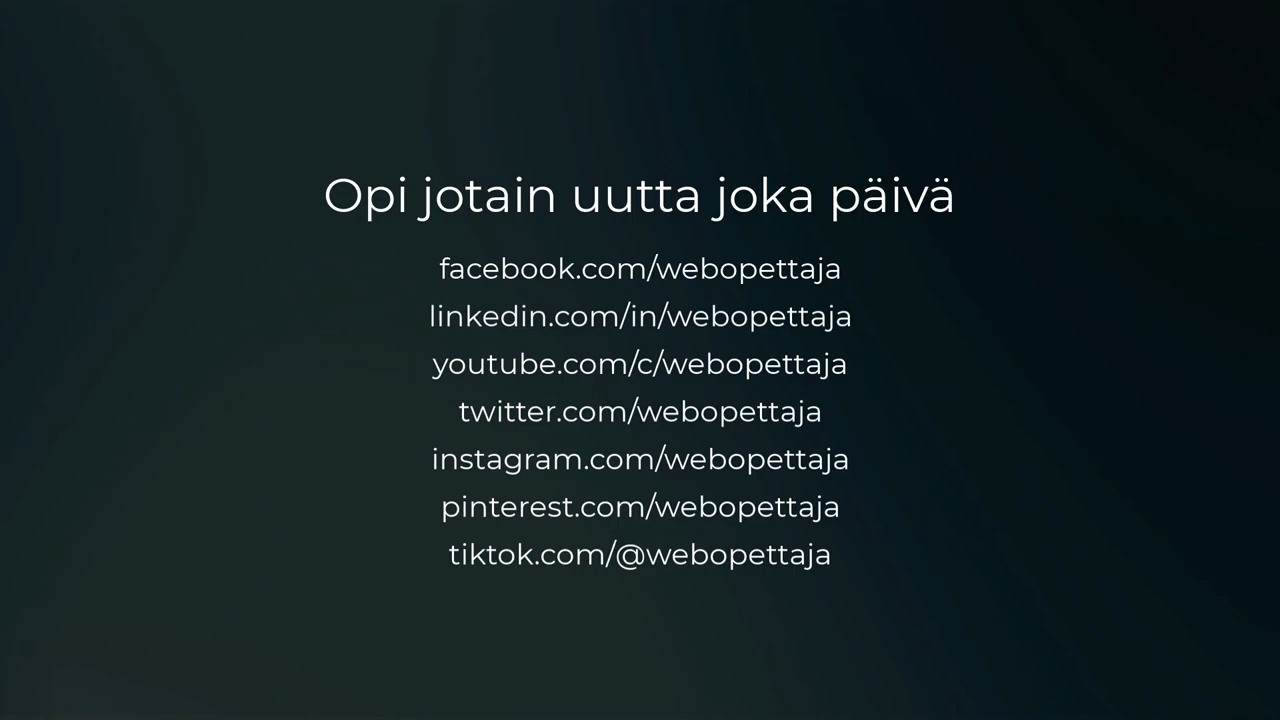 Opi jotain uutta joka päivä
facebook.com/webopettaja
linkedin.com/in/webopettaja
youtube.com/c/webopettaja
twitter.com/webopettaja
instagram.com/webopettaja
pinterest.com/webopettaja
tiktok.com/@webopettaja